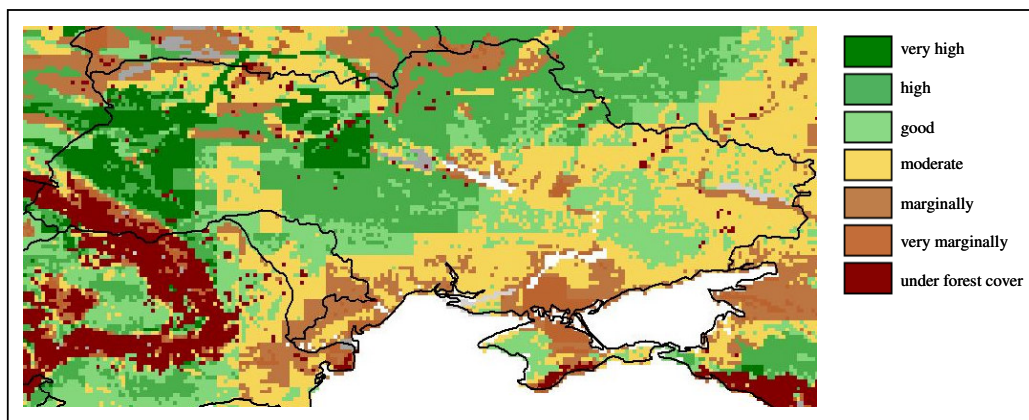 very high
high
good
moderate
marginally
very marginally
under forest cover